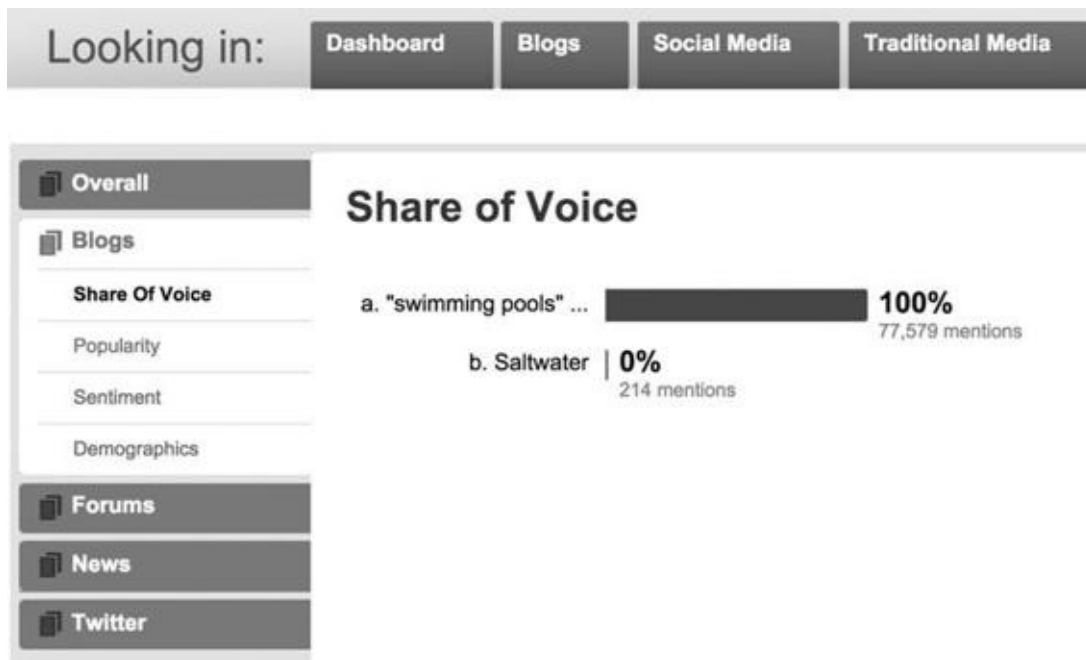 Looking in:
Dashboard
Blogs
Social Media
Traditional Media
Overall
Blogs
Share Of Voice
Popularity
Sentiment
Demographics
Forums
News
Twitter
Share of Voice
a. "swimming pools" ...
100%
77,579 mentions
b. Saltwater
0%
214 mentions